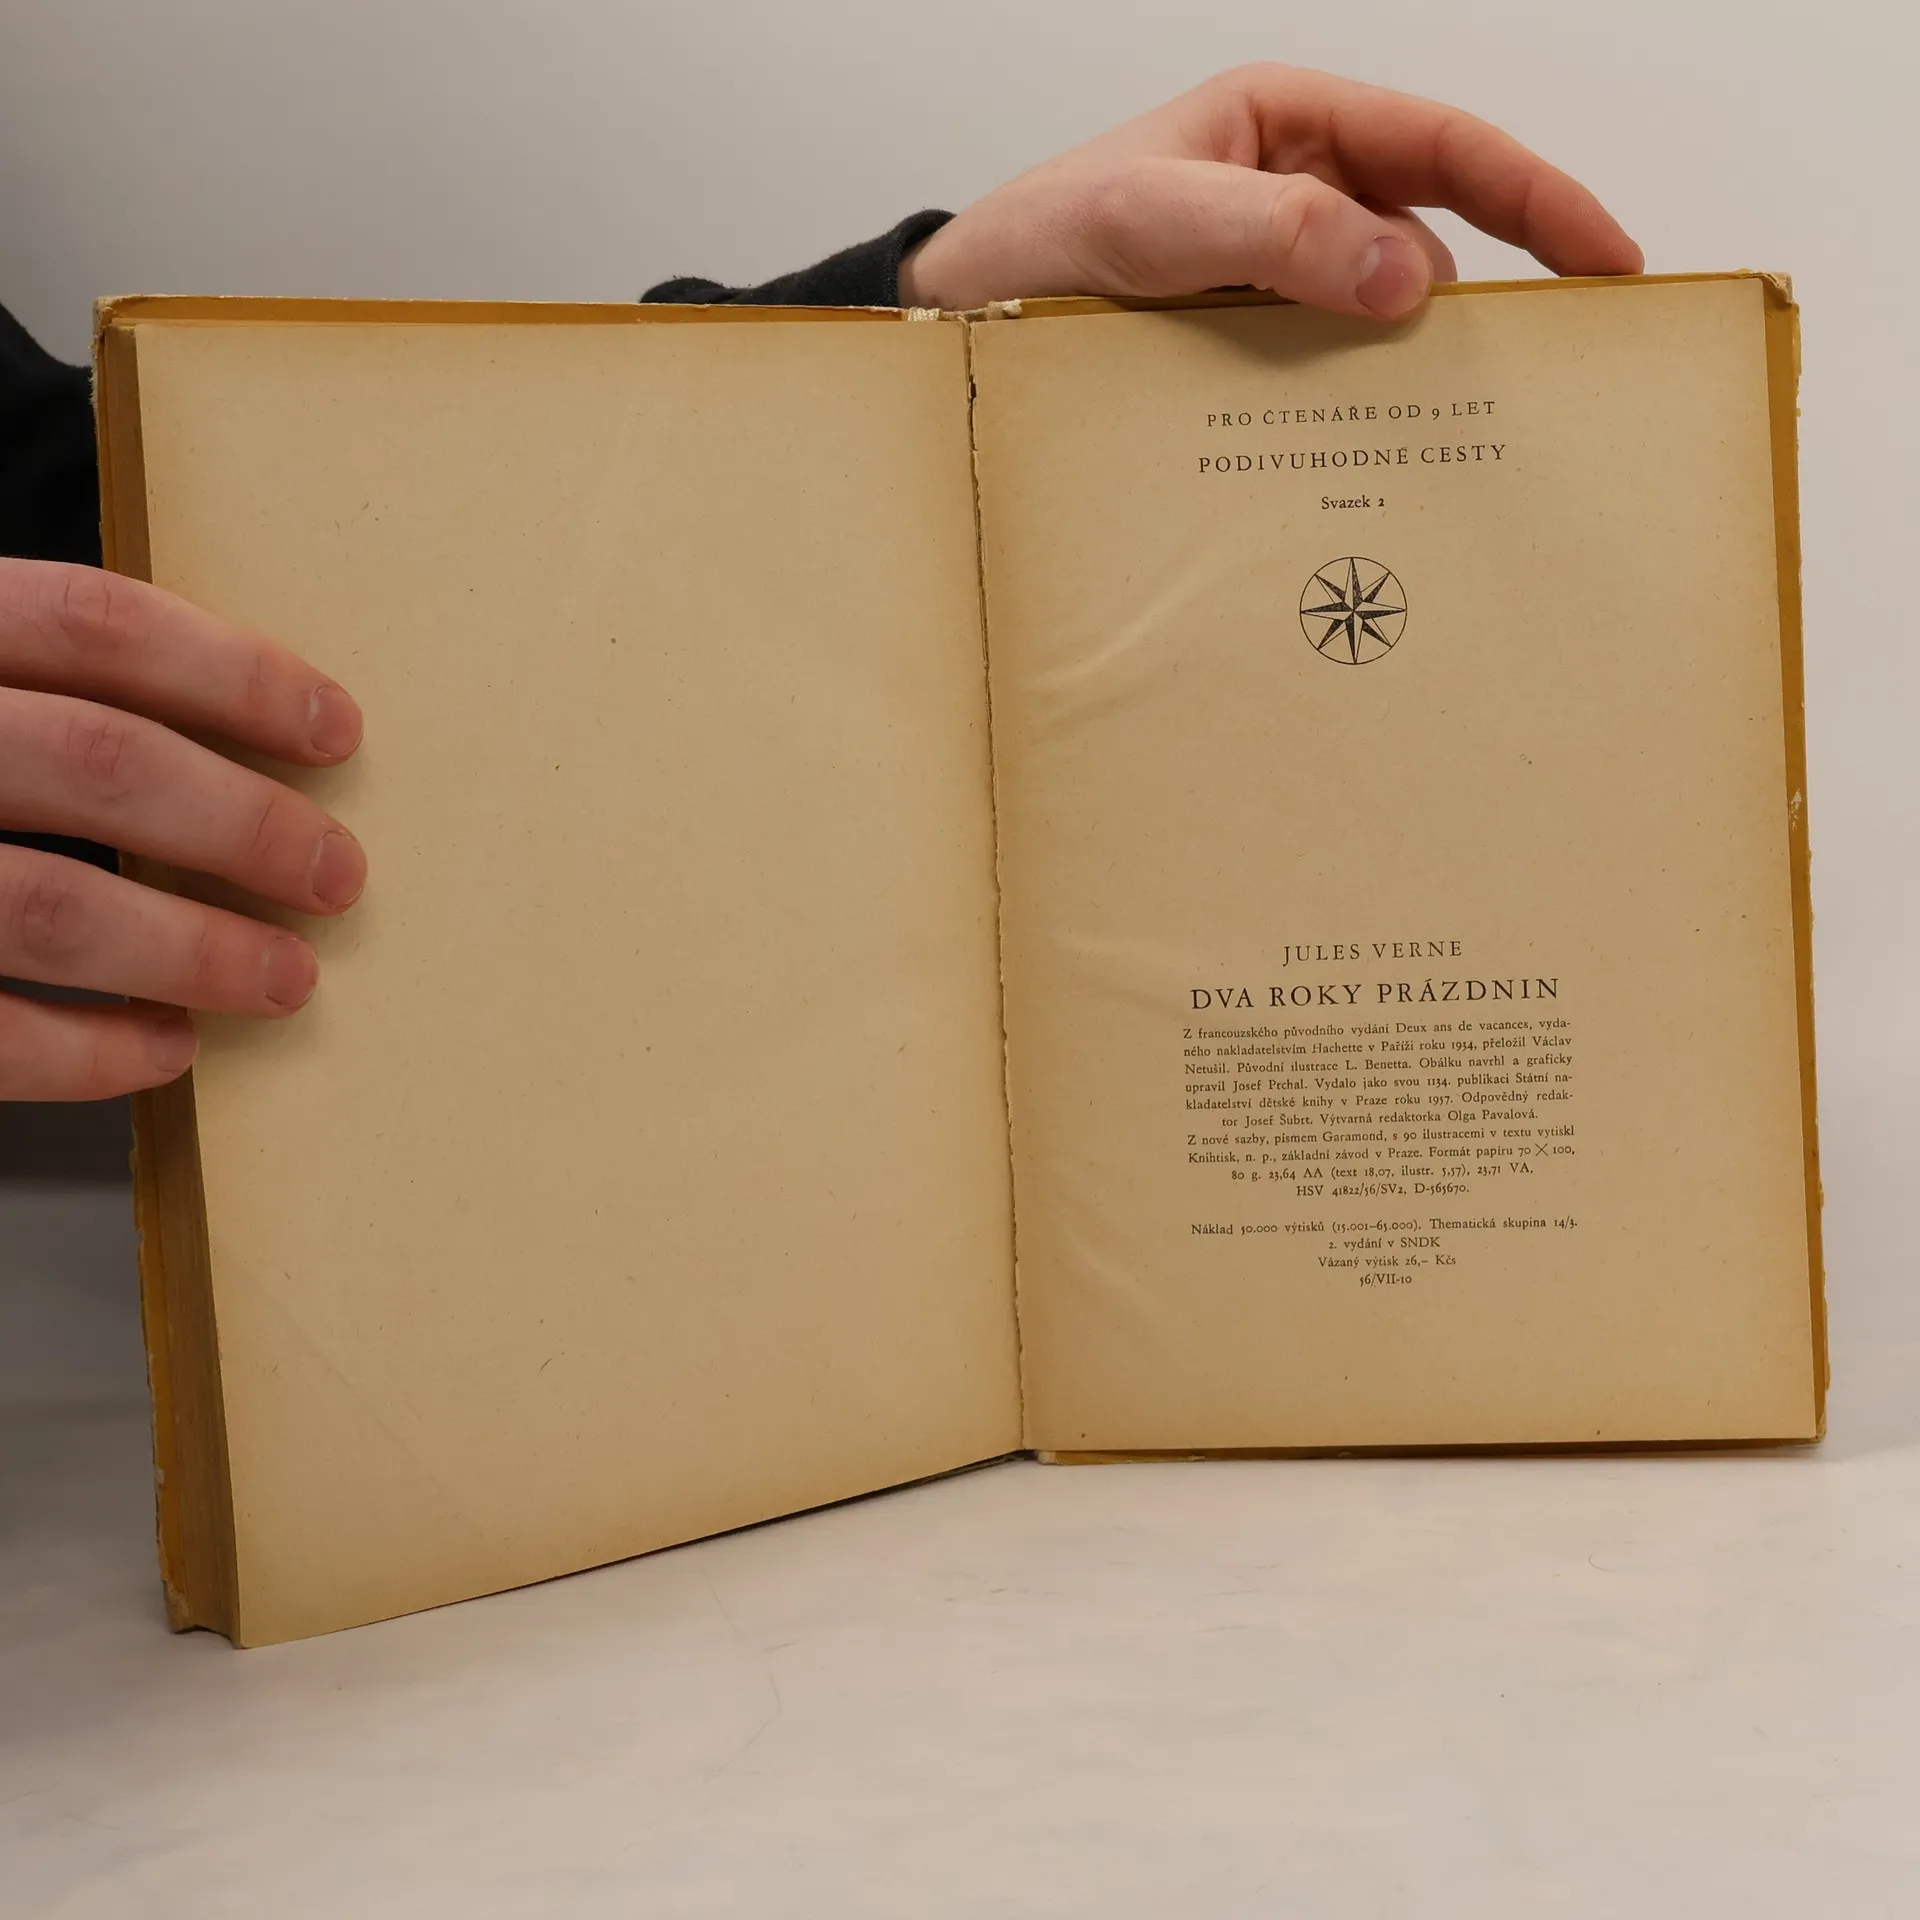 PRO ČTENÁŘE OD 9 LET
PODIVUHODNÉ CESTY
Svazek 2
JULES VERNE
DVA ROKY PRÁZDNIN
Z francouzského původního vydání Deux ans de vacances, vyda-
ného nakladatelstvím Hachette v Paříži roku 1934, přeložil Václav
Netušil. Původní ilustrace L. Benetta. Obálku navrhl a graficky
upravil Josef Prchal. Vydalo jako svou 1134. publikaci Státní na-
kladatelství dětské knihy v Praze roku 1957. Odpovědný redak-
tor Josef Šubrt. Výtvarná redaktorka Olga Pavalová.
Z nové sazby, písmem Garamond, s 90 ilustracemi v textu vytiskl
Knihtisk, n. p., základní závod v Praze. Formát papíru 70 X 100,
80 g. 23,64 AA (text 18,07, ilustr. 5,57), 23,71 VA,
HSV 41822/56/SV2, D-565670.
Náklad 50.000 výtisků (15.001–65.000). Thematická skupina 14/3.
2. vydání v SNDK
Vázaný výtisk 26,– Kčs
56/VII-10